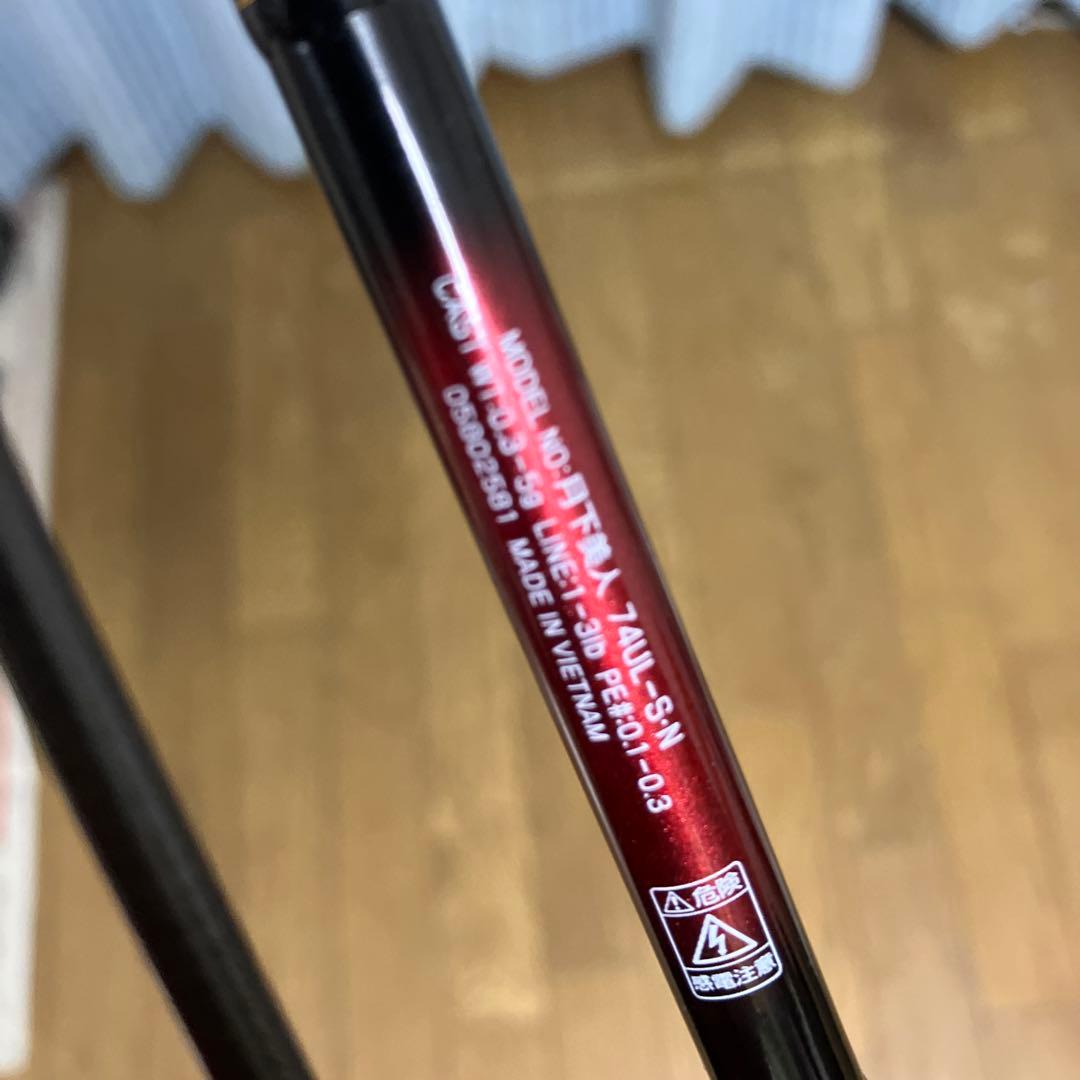 MODEL NO:月下美人 74UL-S·N
CAST WT:0.3-5g LINE:1-3lb PE#:0.1-0.3
05802581 MADE IN VIETNAM
⚠危険
感電注意